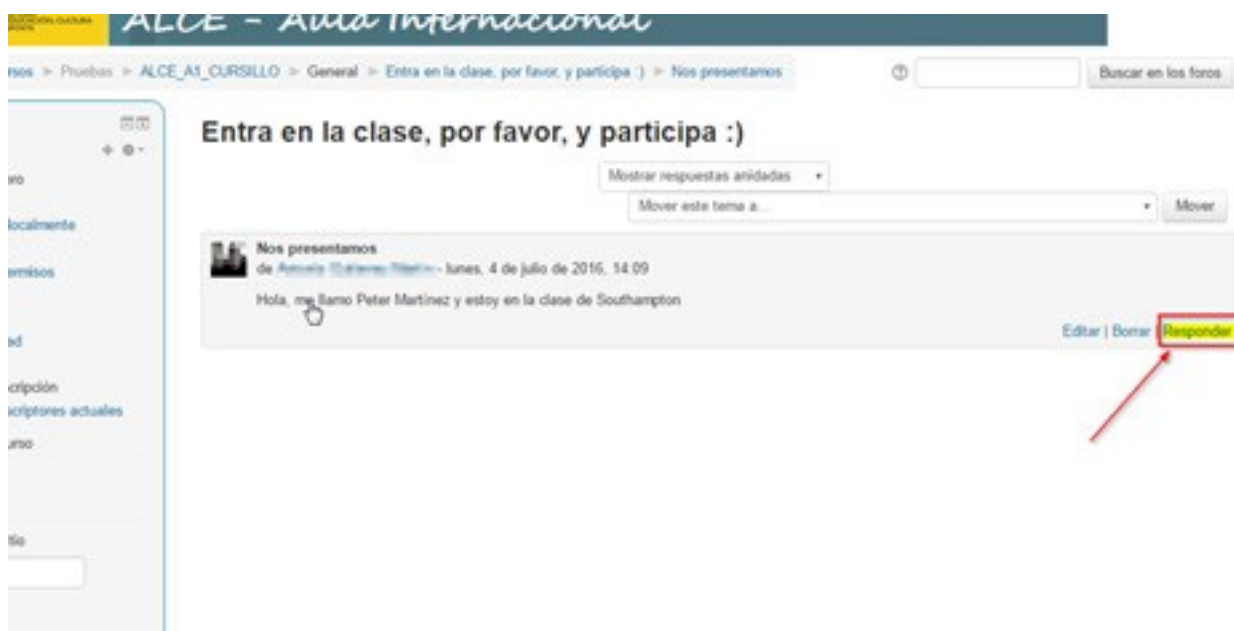 ALCE - Aula Internacional
Pruebas ► ALCE_A1_CURSILLO ► General ► Entra en la clase, por favor, y participa :) ► Nos presentamos
Buscar en los foros
Entra en la clase, por favor, y participa :)
Mostrar respuestas anidadas
Mover este tema a...
Mover
Nos presentamos
de - lunes, 4 de julio de 2016, 14:09
Hola, me llamo Peter Martínez y estoy en la clase de Southampton
Editar | Borrar | Responder
localmente
ermisos
ad
cripción
criptores actuales
urso
itio